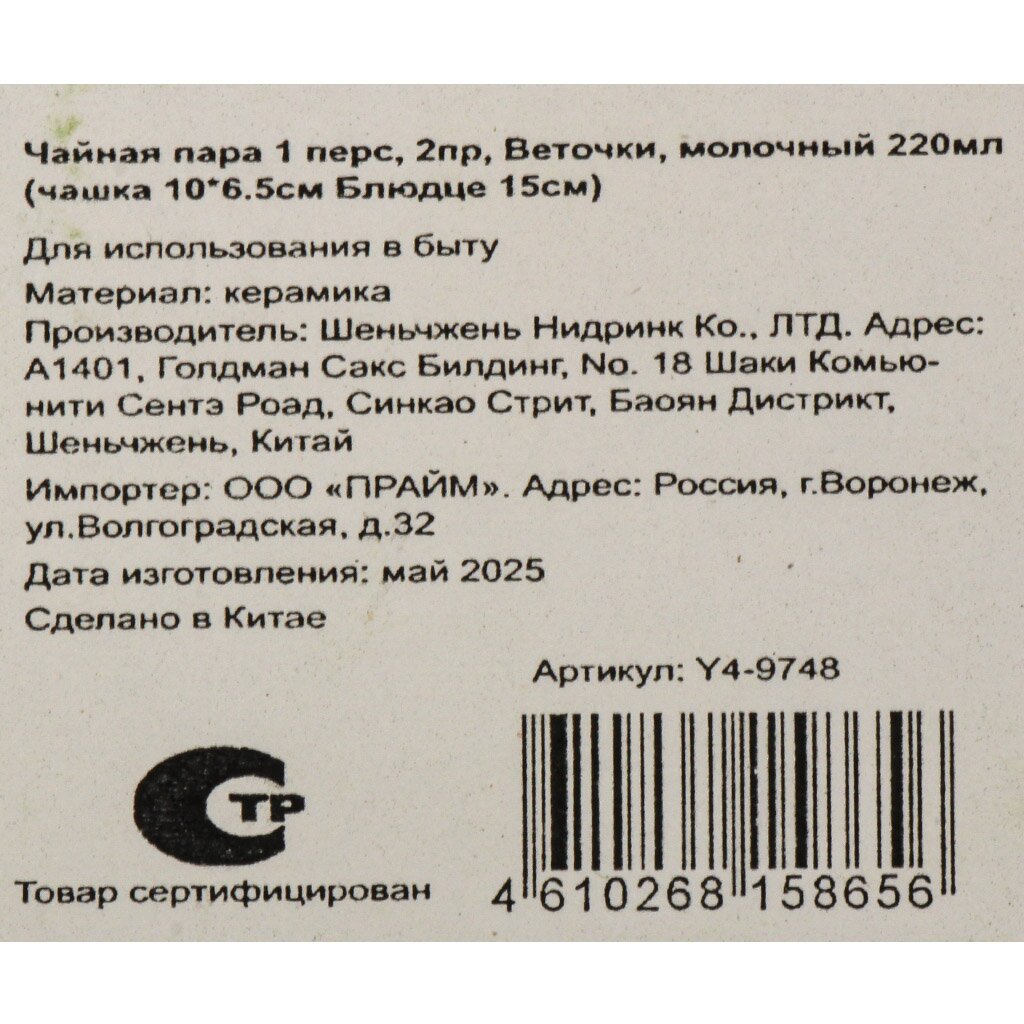 Чайная пара 1 перс, 2пр, Веточки, молочный 220мл
(чашка 10*6.5см Блюдце 15см)
Для использования в быту
Материал: керамика
Производитель: Шеньчжень Нидринк Ко., ЛТД. Адрес:
А1401, Голдман Сакс Билдинг, No. 18 Шаки Комью-
нити Сентэ Роад, Синкао Стрит, Баоян Дистрикт,
Шеньчжень, Китай
Импортер: ООО «ПРАЙМ». Адрес: Россия, г.Воронеж,
ул.Волгоградская, д.32
Дата изготовления: май 2025
Сделано в Китае
Артикул: Y4-9748
ТР
Товар сертифицирован
4 610268 158656